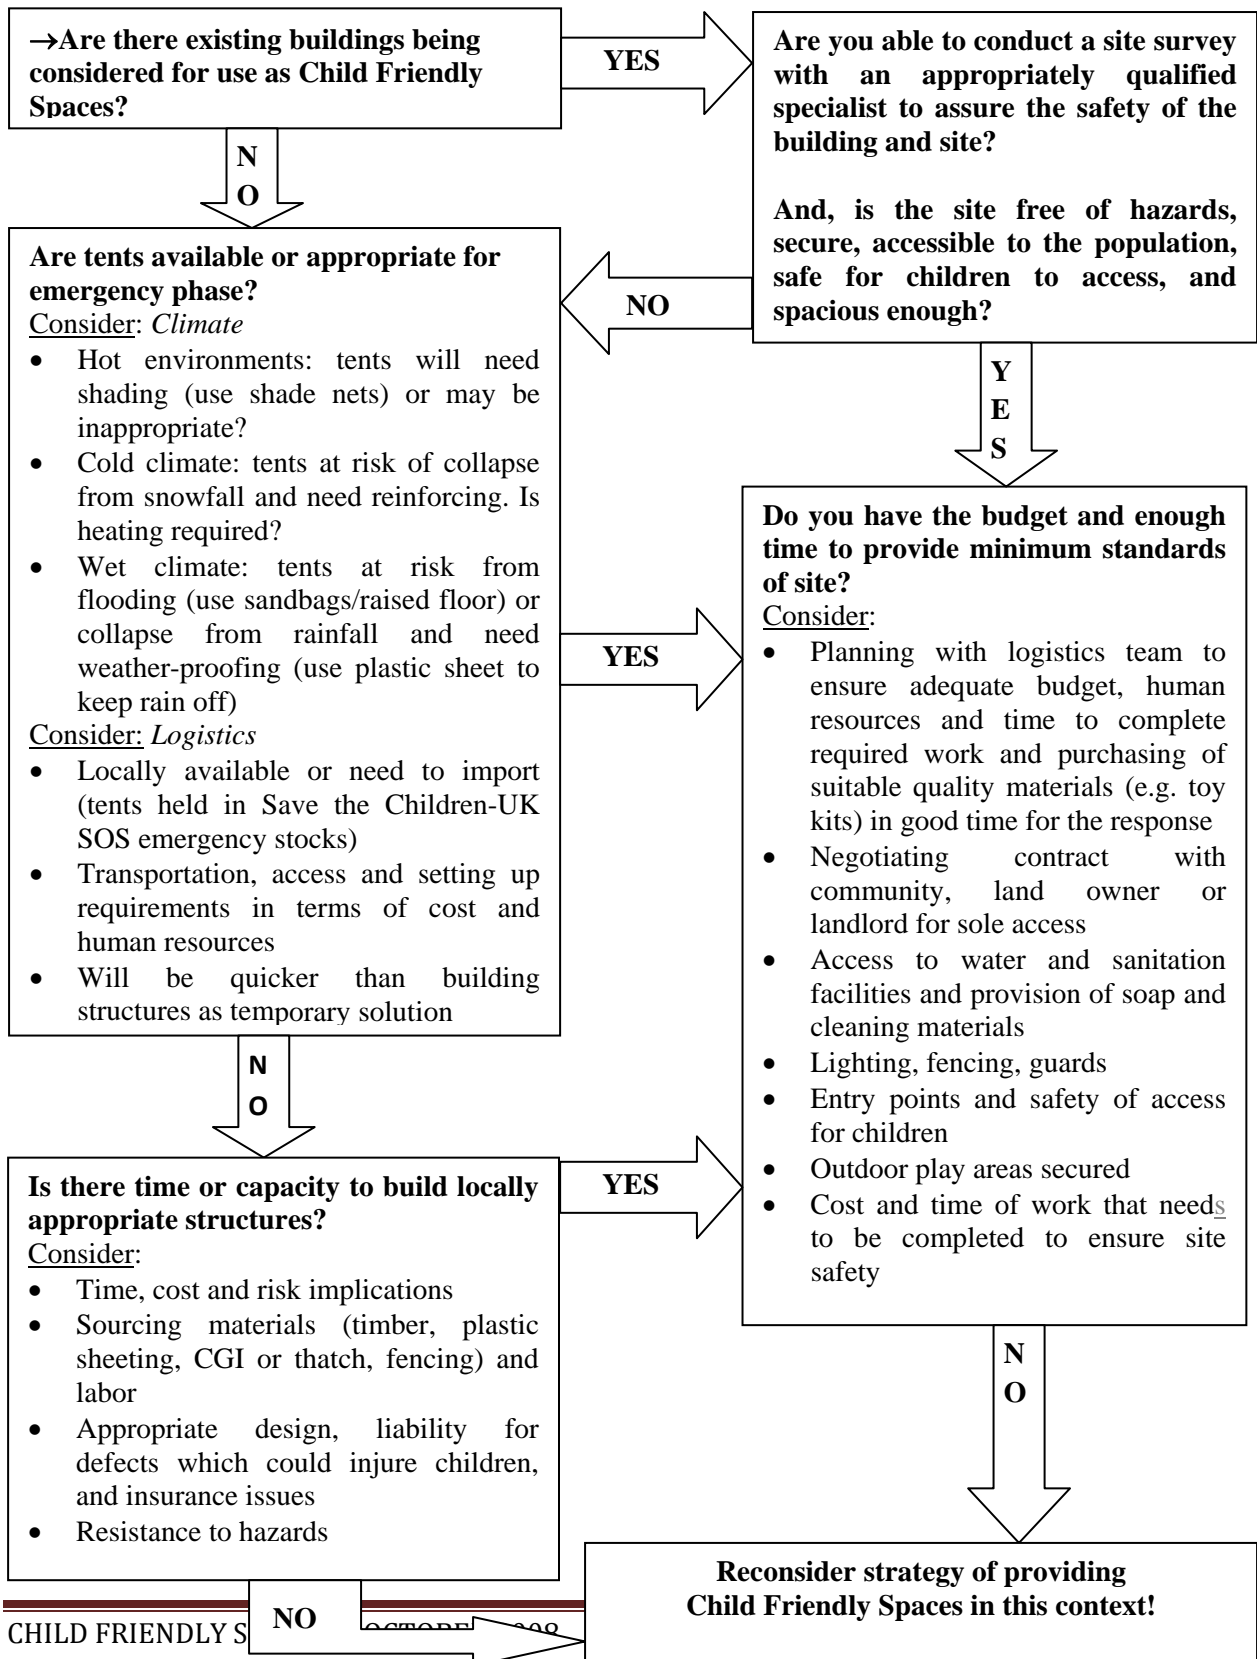 →Are there existing buildings being
considered for use as Child Friendly
Spaces?
YES
Are you able to conduct a site survey
with an appropriately qualified
specialist to assure the safety of the
building and site?
And, is the site free of hazards,
secure, accessible to the population,
safe for children to access, and
spacious enough?
N
O
NO
Y
E
S
Are tents available or appropriate for
emergency phase?
Consider: Climate
• Hot environments: tents will need
shading (use shade nets) or may be
inappropriate?
• Cold climate: tents at risk of collapse
from snowfall and need reinforcing. Is
heating required?
• Wet climate: tents at risk from
flooding (use sandbags/raised floor) or
collapse from rainfall and need
weather-proofing (use plastic sheet to
keep rain off)
Consider: Logistics
• Locally available or need to import
(tents held in Save the Children-UK
SOS emergency stocks)
• Transportation, access and setting up
requirements in terms of cost and
human resources
• Will be quicker than building
structures as temporary solution
YES
Do you have the budget and enough
time to provide minimum standards
of site?
Consider:
• Planning with logistics team to
ensure adequate budget, human
resources and time to complete
required work and purchasing of
suitable quality materials (e.g. toy
kits) in good time for the response
• Negotiating contract with
community, land owner or
landlord for sole access
• Access to water and sanitation
facilities and provision of soap and
cleaning materials
• Lighting, fencing, guards
• Entry points and safety of access
for children
• Outdoor play areas secured
• Cost and time of work that needs
to be completed to ensure site
safety
N
O
Is there time or capacity to build locally
appropriate structures?
Consider:
• Time, cost and risk implications
• Sourcing materials (timber, plastic
sheeting, CGI or thatch, fencing) and
labor
• Appropriate design, liability for
defects which could injure children,
and insurance issues
• Resistance to hazards
YES
N
O
NO
Reconsider strategy of providing
Child Friendly Spaces in this context!
CHILD FRIENDLY S